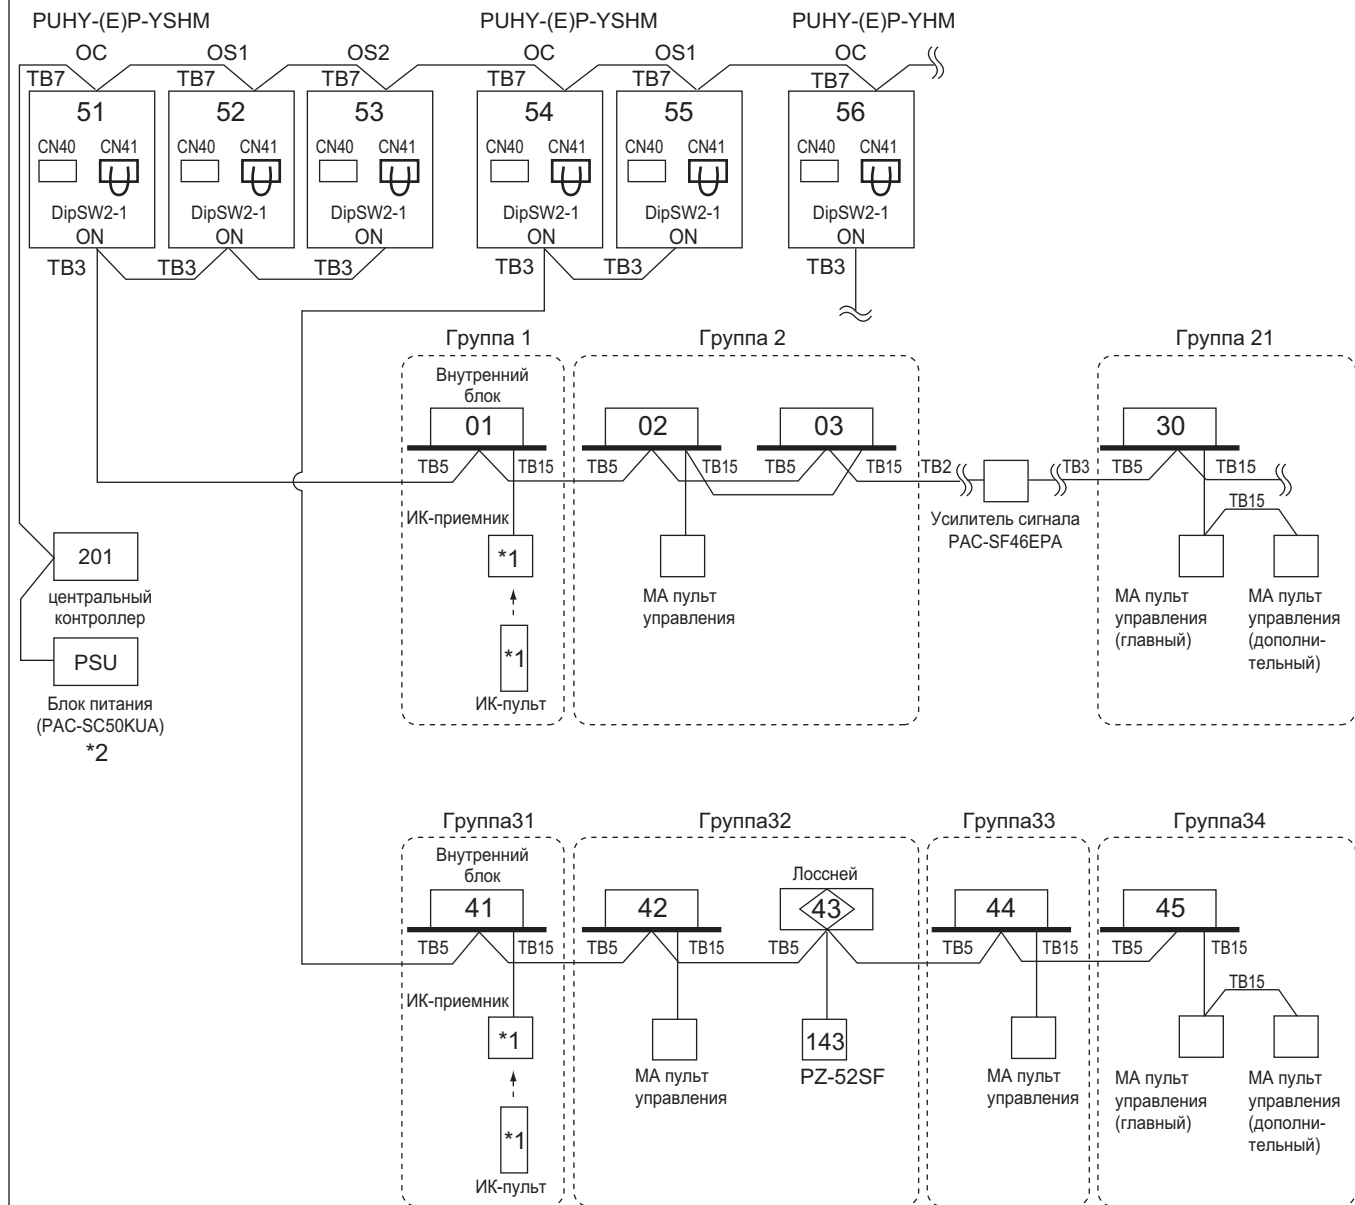 PUHY-(E)P-YSHM PUHY-(E)P-YSHM PUHY-(E)P-YHM
OC OS1 OS2 OC OS1 OC
TB7 TB7 TB7 TB7 TB7 TB7
51 52 53 54 55 56
CN40 CN41 CN40 CN41 CN40 CN41 CN40 CN41 CN40 CN41 CN40 CN41
DipSW2-1 DipSW2-1 DipSW2-1 DipSW2-1 DipSW2-1 DipSW2-1
ON ON ON ON ON ON
TB3 TB3 TB3 TB3 TB3 TB3
Группа 1 Группа 2 Группа 21
Внутренний
блок
01 02 03 30
TB5 TB15 TB5 TB15 TB5 TB15 TB2 TB3 TB5 TB15
TB15
ИК-приемник
*1
Усилитель сигнала
PAC-SF46EPA
201
центральный
контроллер
МА пульт
управления
МА пульт
управления
(главный)
МА пульт
управления
(дополни-
тельный)
*1
ИК-пульт
PSU
Блок питания
(PAC-SC50KUA)
*2
Группа31 Группа32 Группа33 Группа34
Внутренний
блок
Лоссней
41 42 43 44 45
TB5 TB15 TB5 TB15 TB5 TB5 TB15 TB5 TB15
TB15
ИК-приемник
*1
143
PZ-52SF
МА пульт
управления
МА пульт
управления
МА пульт
управления
(главный)
МА пульт
управления
(дополни-
тельный)
*1
ИК-пульт